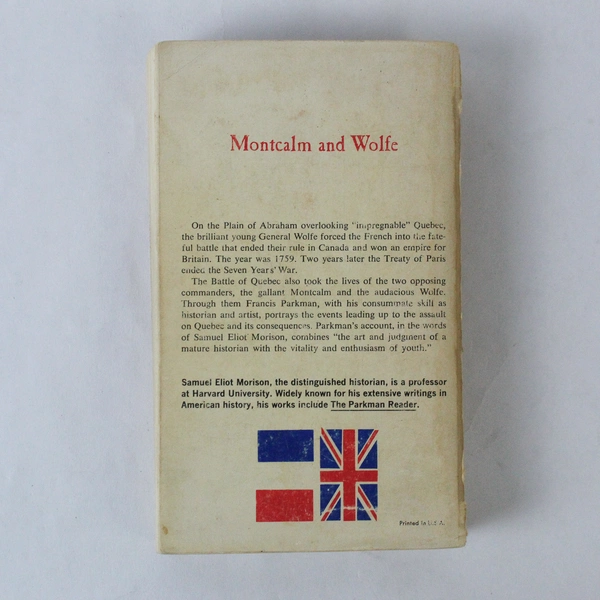 Montcalm and Wolfe
On the Plain of Abraham overlooking "impregnable" Quebec,
the brilliant young General Wolfe forced the French into the fate-
ful battle that ended their rule in Canada and won an empire for
Britain. The year was 1759. Two years later the Treaty of Paris
ended the Seven Years' War.
The Battle of Quebec also took the lives of the two opposing
commanders, the gallant Montcalm and the audacious Wolfe.
Through them Francis Parkman, with his consummate skill as
historian and artist, portrays the events leading up to the assault
on Quebec and its consequences. Parkman's account, in the words
of Samuel Eliot Morison, combines "the art and judgment of a
mature historian with the vitality and enthusiasm of youth."
Samuel Eliot Morison, the distinguished historian, is a professor
at Harvard University. Widely known for his extensive writings in
American history, his works include The Parkman Reader.
Printed in U.S.A.